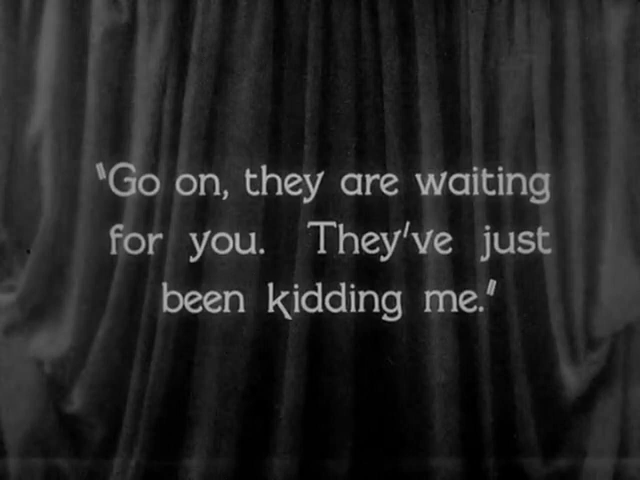 "Go on, they are waiting
for you. They've just
been kidding me."